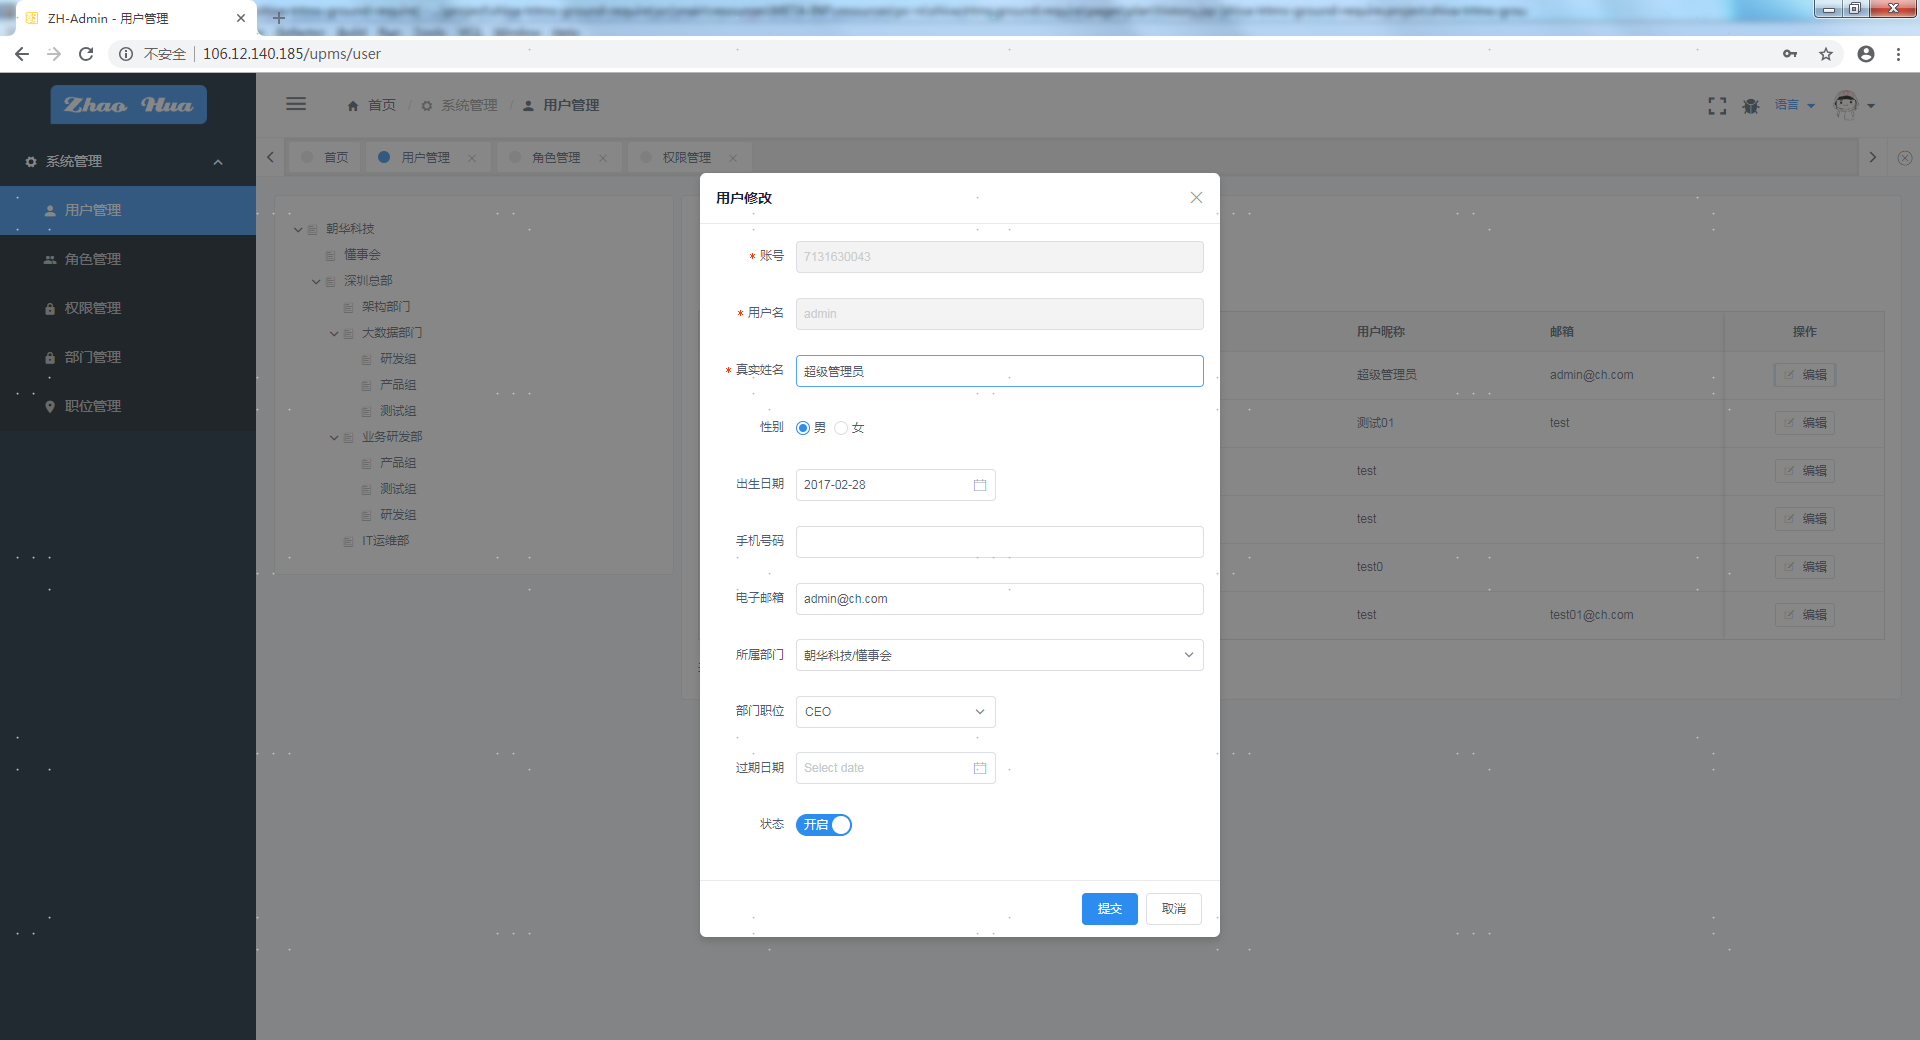 ZH-Admin - 用户管理
不安全 106.12.140.185/upms/user
Zhao Hua
首页 / 系统管理 / 用户管理
语言
系统管理
首页 用户管理 角色管理 权限管理
用户管理
角色管理
权限管理
部门管理
职位管理
朝华科技
懂事会
深圳总部
架构部门
大数据部门
研发组
产品组
测试组
业务研发部
产品组
测试组
研发组
IT运维部
用户修改
* 账号 7131630043
* 用户名 admin
* 真实姓名 超级管理员
性别 男 女
出生日期 2017-02-28
手机号码
电子邮箱 admin@ch.com
所属部门 朝华科技/懂事会
部门职位 CEO
过期日期 Select date
状态 开启
提交 取消
用户昵称 邮箱 操作
超级管理员 admin@ch.com 编辑
测试01 test 编辑
test 编辑
test 编辑
test0 编辑
test test01@ch.com 编辑